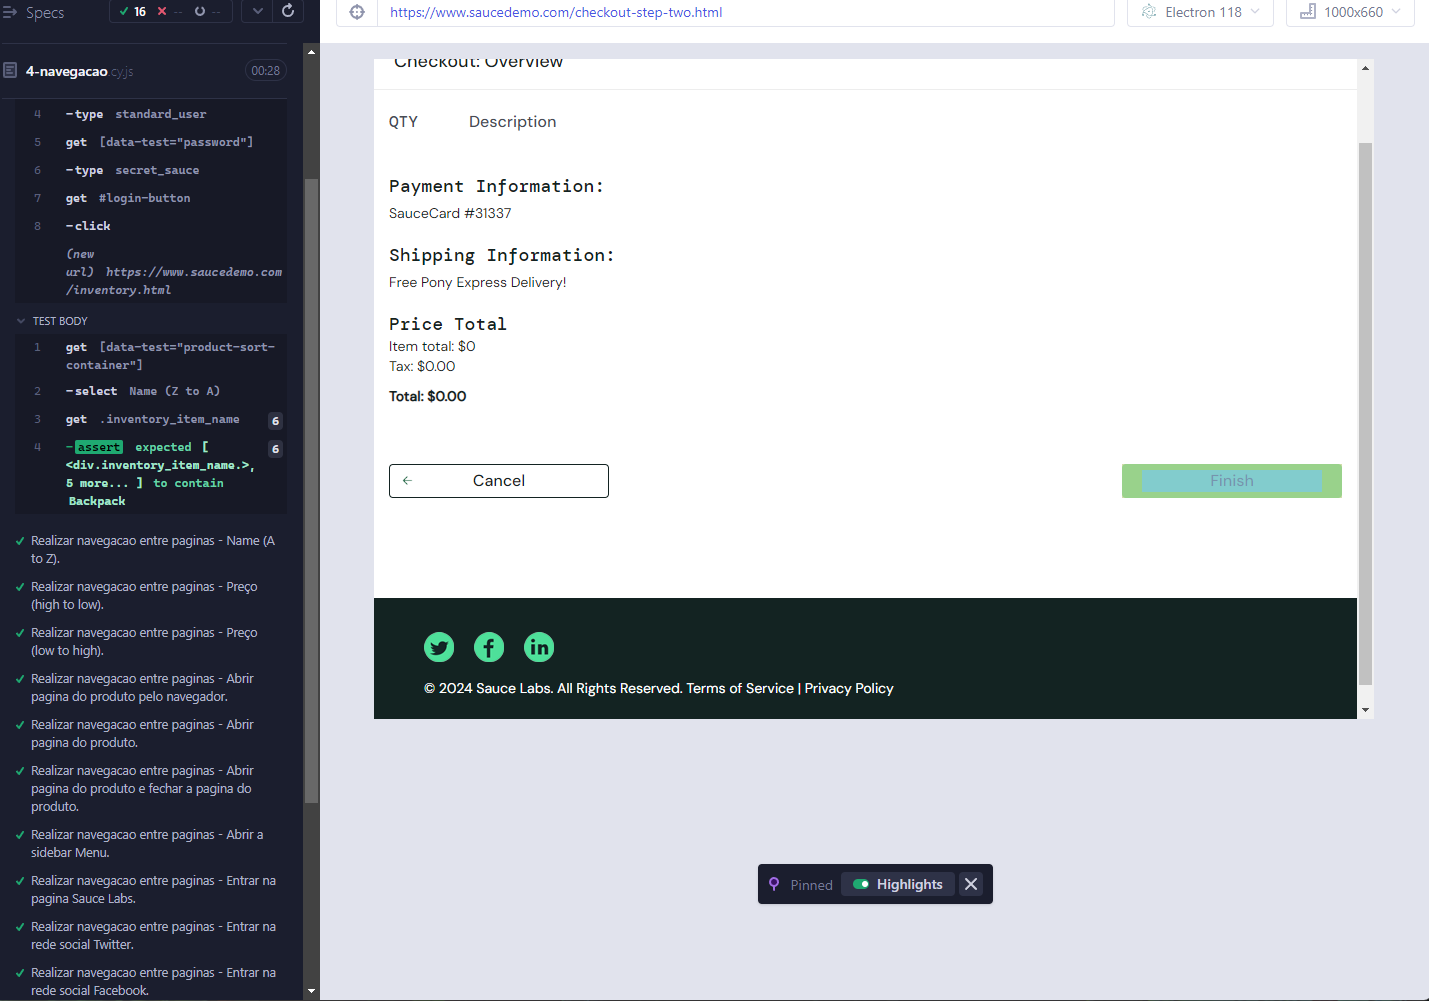 Specs
16
--
--
4-navegacao.cy.js
00:28
4 -type standard_user
5 get [data-test="password"]
6 -type secret_sauce
7 get #login-button
8 -click
(new
url) https://www.saucedemo.com
/inventory.html
TEST BODY
1 get [data-test="product-sort-
container"]
2 -select Name (Z to A)
3 get .inventory_item_name 6
4 -assert expected [ 6
<div.inventory_item_name.>,
5 more... ] to contain
Backpack
Realizar navegacao entre paginas - Name (A
to Z).
Realizar navegacao entre paginas - Preço
(high to low).
Realizar navegacao entre paginas - Preço
(low to high).
Realizar navegacao entre paginas - Abrir
pagina do produto pelo navegador.
Realizar navegacao entre paginas - Abrir
pagina do produto.
Realizar navegacao entre paginas - Abrir
pagina do produto e fechar a pagina do
produto.
Realizar navegacao entre paginas - Abrir a
sidebar Menu.
Realizar navegacao entre paginas - Entrar na
pagina Sauce Labs.
Realizar navegacao entre paginas - Entrar na
rede social Twitter.
Realizar navegacao entre paginas - Entrar na
rede social Facebook.
https://www.saucedemo.com/checkout-step-two.html
Electron 118
1000x660
Checkout: Overview
QTY Description
Payment Information:
SauceCard #31337
Shipping Information:
Free Pony Express Delivery!
Price Total
Item total: $0
Tax: $0.00
Total: $0.00
Cancel
Finish
© 2024 Sauce Labs. All Rights Reserved. Terms of Service | Privacy Policy
Pinned
Highlights